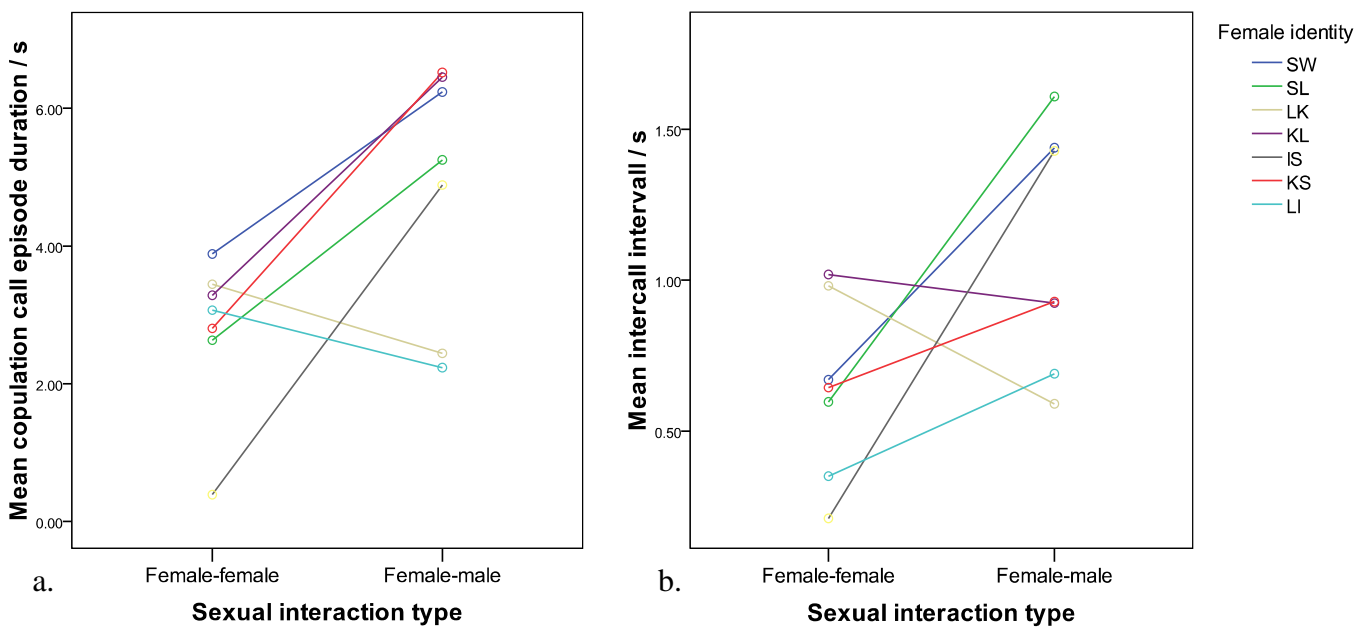 Mean copulation call episode duration / s
6.00
4.00
2.00
0.00
Female-female
Female-male
a.
Sexual interaction type
Mean intercall intervall / s
1.50
1.00
0.50
Female-female
Female-male
b.
Sexual interaction type
Female identity
SW
SL
LK
KL
IS
KS
LI